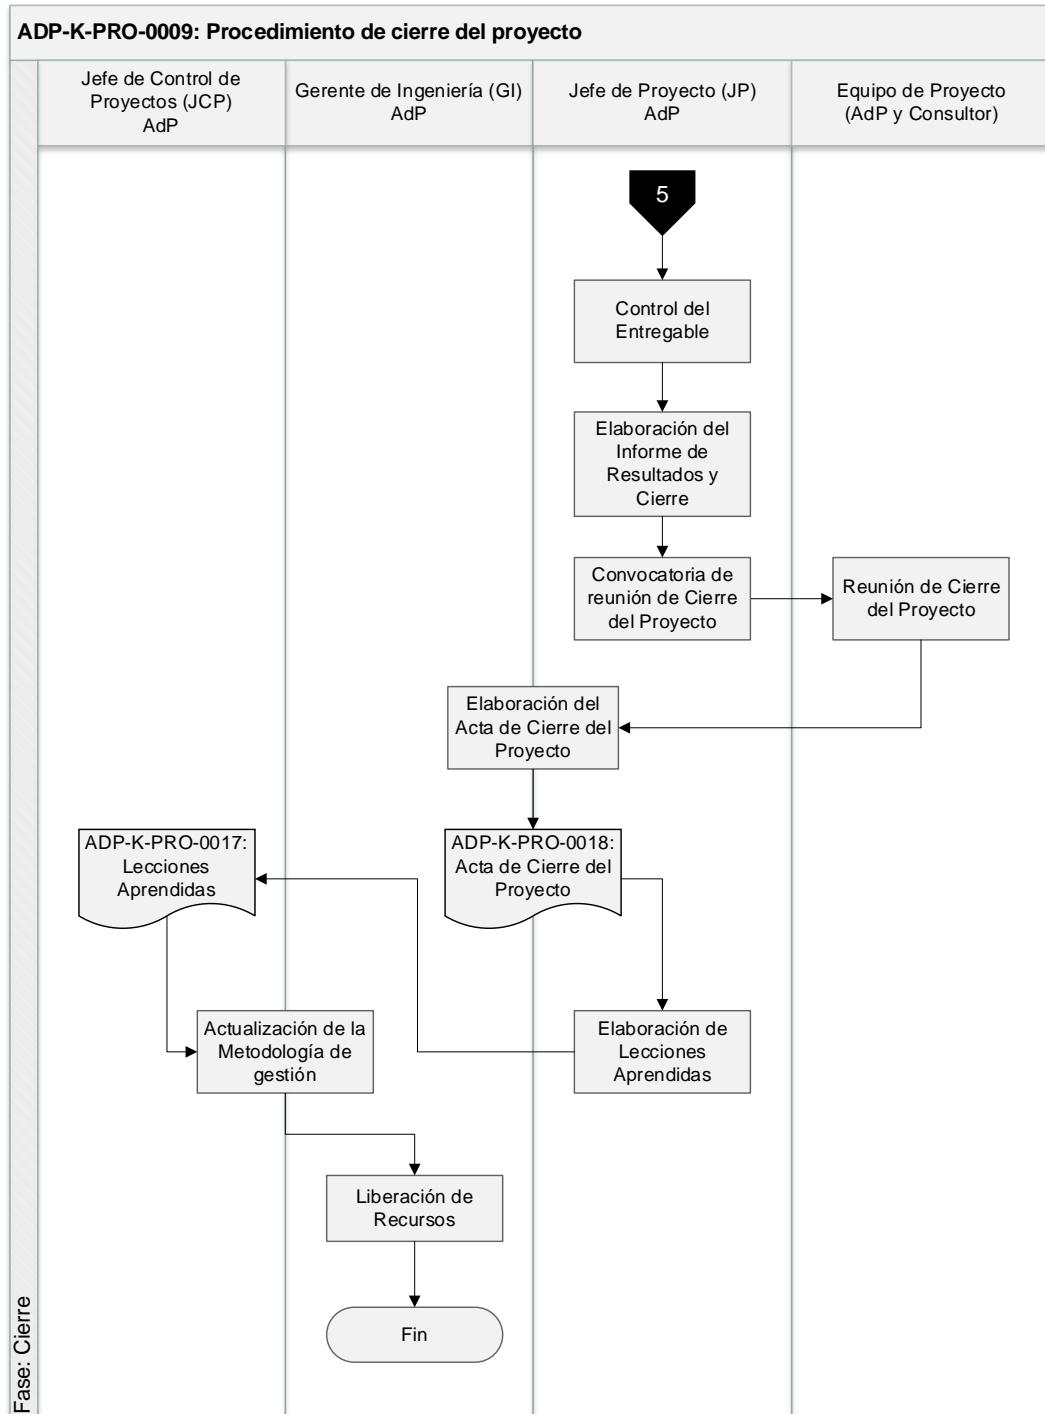 ADP-K-PRO-0009: Procedimiento de cierre del proyecto
Jefe de Control de
Proyectos (JCP)
AdP
Gerente de Ingeniería (GI)
AdP
Jefe de Proyecto (JP)
AdP
Equipo de Proyecto
(AdP y Consultor)
5
Control del
Entregable
Elaboración del
Informe de
Resultados y
Cierre
Convocatoria de
reunión de Cierre
del Proyecto
Reunión de Cierre
del Proyecto
Elaboración del
Acta de Cierre del
Proyecto
ADP-K-PRO-0017:
Lecciones
Aprendidas
ADP-K-PRO-0018:
Acta de Cierre del
Proyecto
Actualización de la
Metodología de
gestión
Elaboración de
Lecciones
Aprendidas
Liberación de
Recursos
Fin
Fase: Cierre